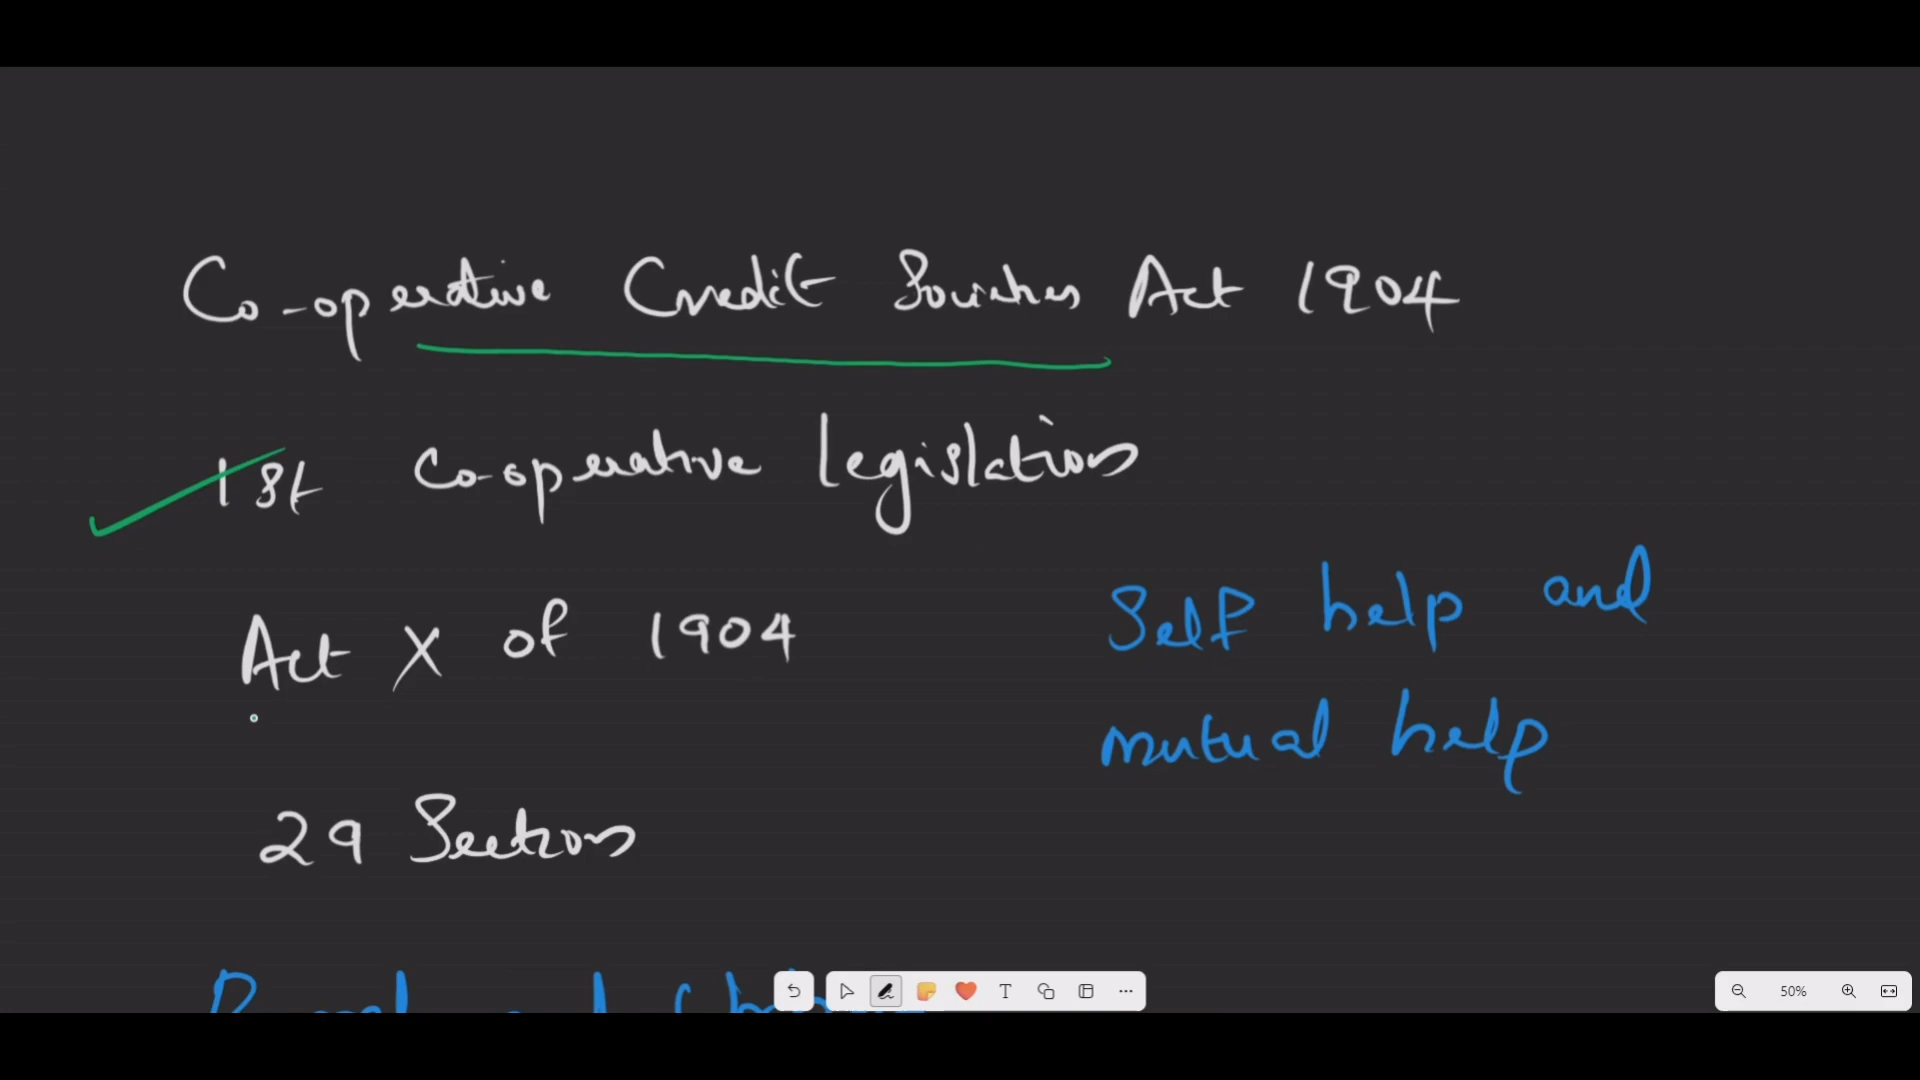 Co-operative Credit Societies Act 1904
1st Co-operative legislation
Act X of 1904
Self help and
mutual help
29 Sections
T
50%